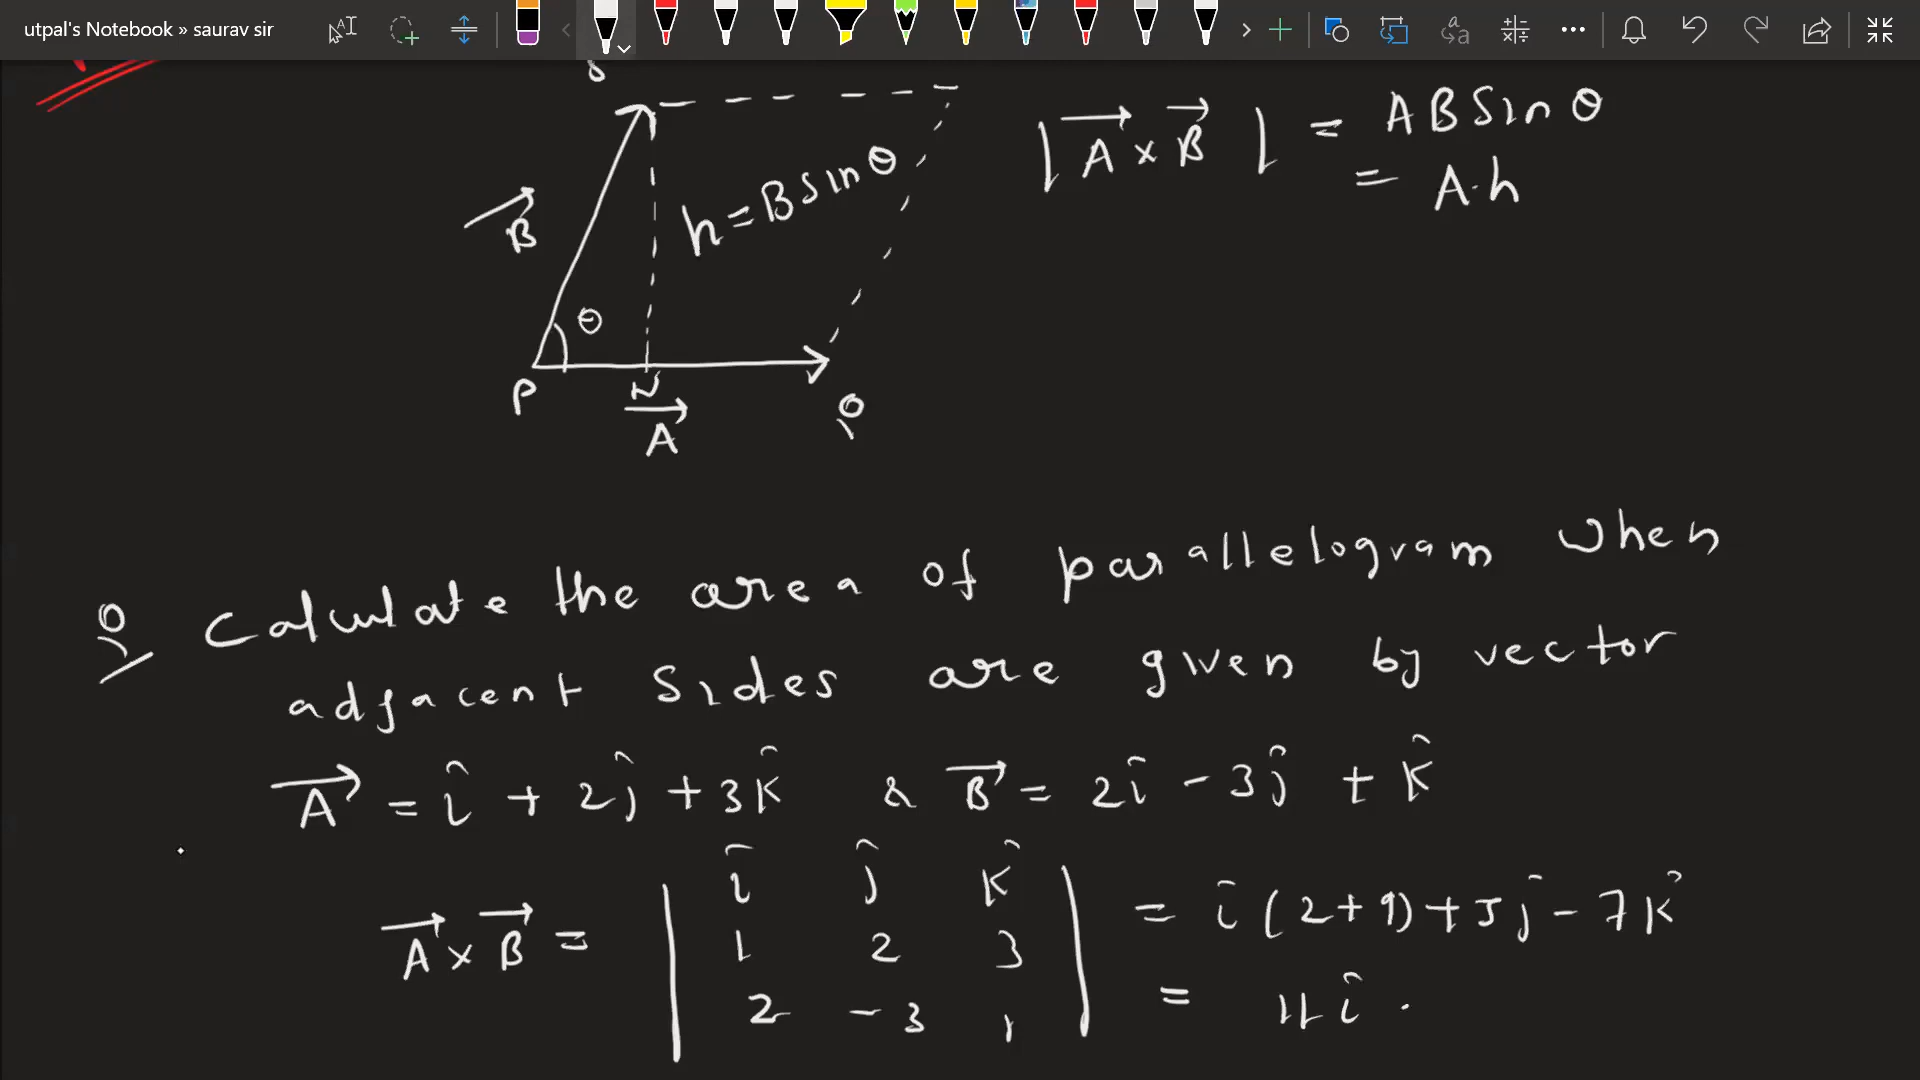 utpal's Notebook » saurav sir
|A × B| = AB Sin θ
= A·h
B
h = B sin θ
θ
P
N
Q
A
Q Calculate the area of parallelogram when
adjacent sides are given by vector
A⃗ = î + 2ĵ + 3k̂ & B⃗ = 2î - 3ĵ + k̂
A⃗ × B⃗ = | î ĵ k̂ | = î (2+9) + 5ĵ - 7k̂
1 2 3
2 -3 1 = 11 î